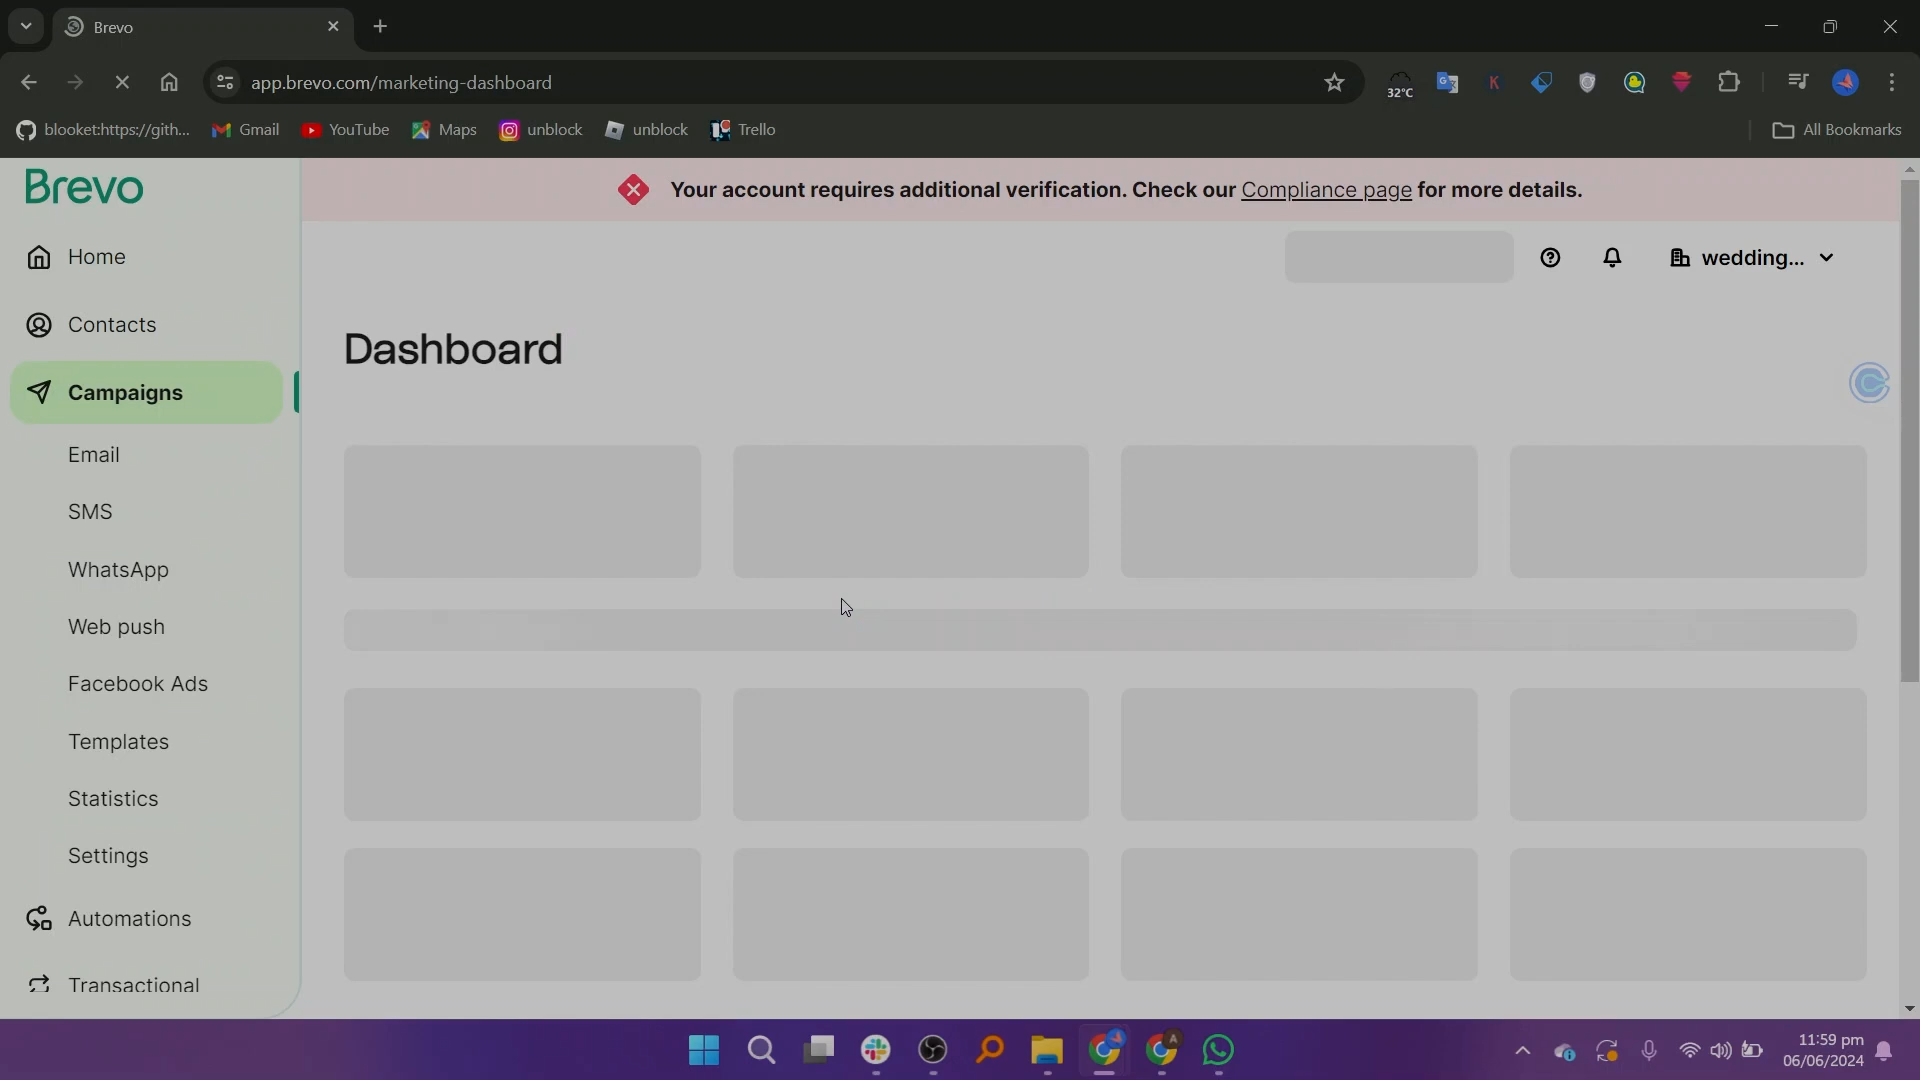 Brevo
app.brevo.com/marketing-dashboard
32°C
K
blooket:https://gith...
Gmail
YouTube
Maps
unblock
unblock
Trello
All Bookmarks
Brevo
Your account requires additional verification. Check our Compliance page for more details.
Home
wedding...
Contacts
Dashboard
Campaigns
Email
SMS
WhatsApp
Web push
Facebook Ads
Templates
Statistics
Settings
Automations
Transactional
A
11:59 pm
06/06/2024